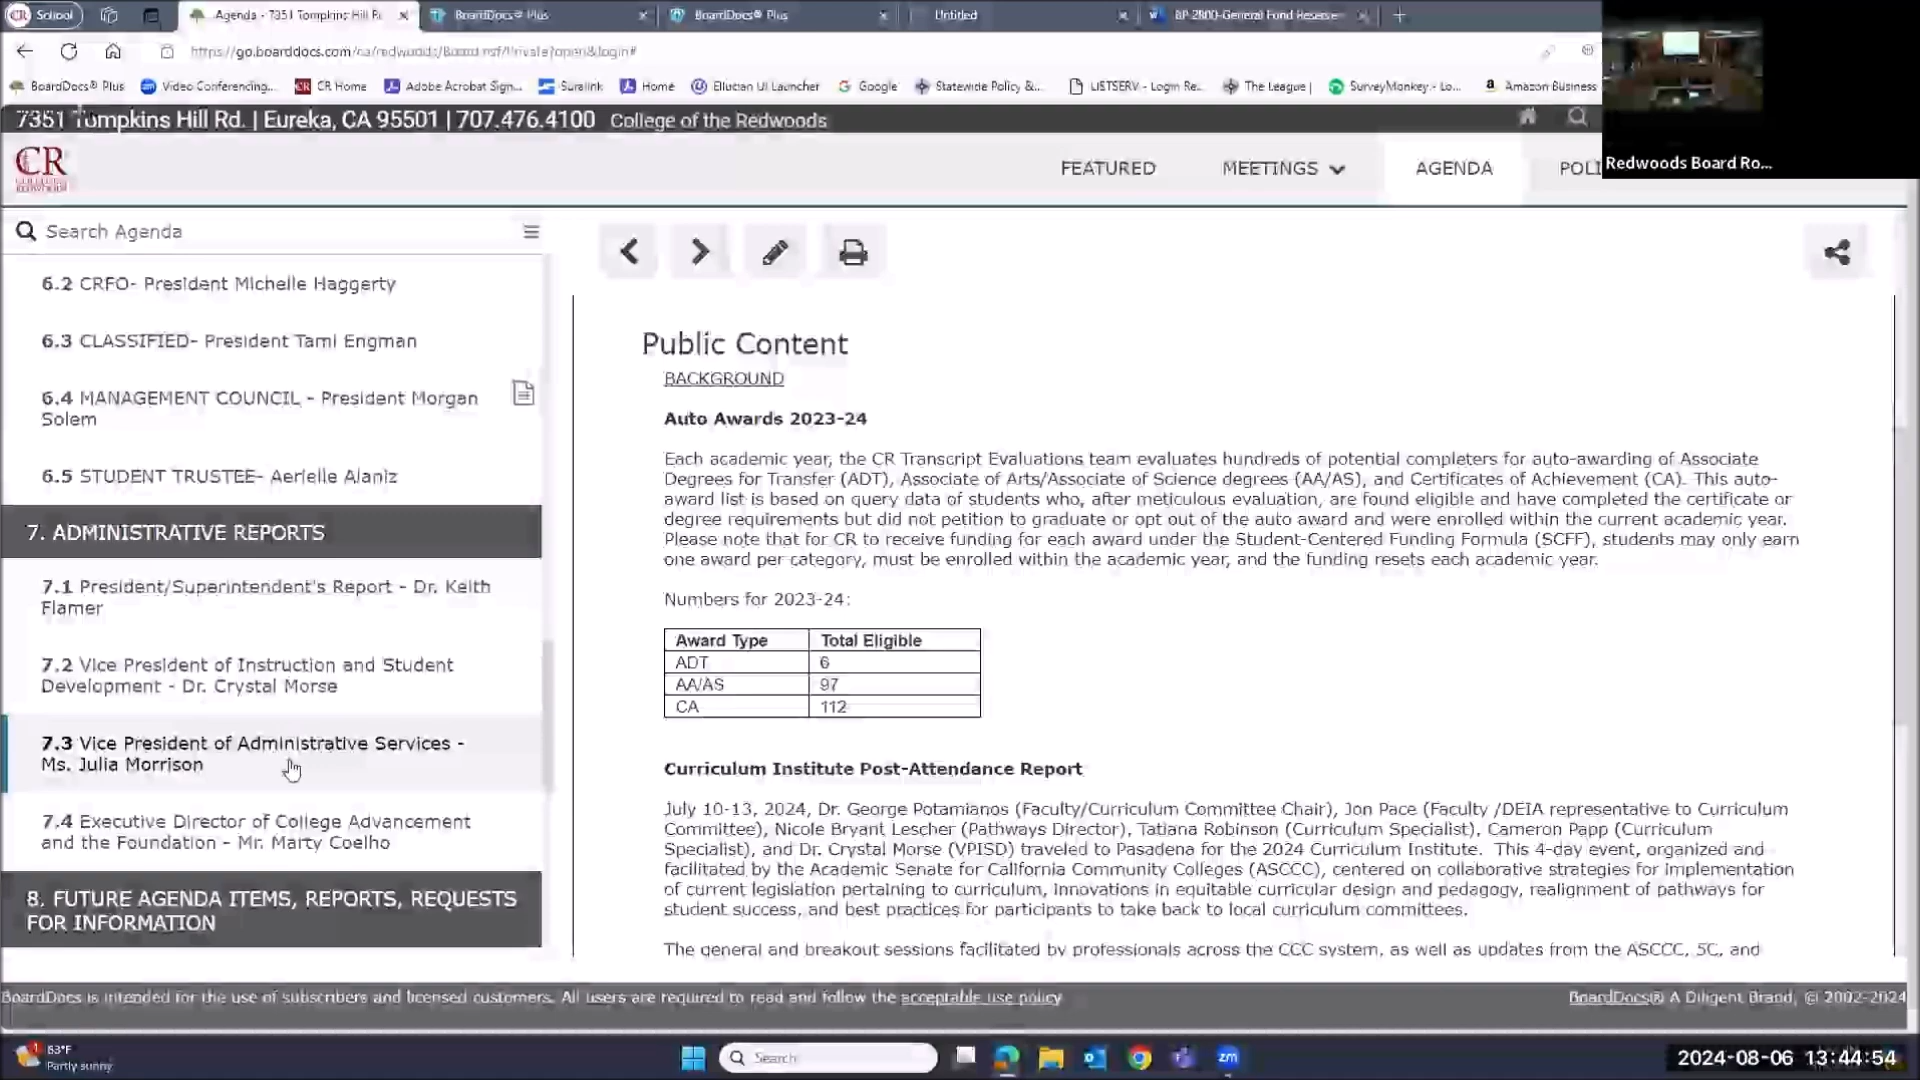 School
Agenda - 7351 Tompkins Hill R
BoardDocs® Plus
BoardDocs® Plus
Untitled
BP-2800-General Fund Reserve
https://go.boarddocs.com/ca/redwoods/Board.nsf/Private?open&login#
BoardDocs® Plus
Video Conferencing...
CR Home
Adobe Acrobat Sign...
Suralink
Home
Ellucian UI Launcher
Google
Statewide Policy &...
LISTSERV - Login Re...
The League |
SurveyMonkey - Lo...
Amazon Business
7351 Tompkins Hill Rd. | Eureka, CA 95501 | 707.476.4100 College of the Redwoods
Redwoods Board Ro...
CR
FEATURED
MEETINGS
AGENDA
POLI
Search Agenda
6.2 CRFO- President Michelle Haggerty
6.3 CLASSIFIED- President Tami Engman
6.4 MANAGEMENT COUNCIL - President Morgan
Solem
6.5 STUDENT TRUSTEE- Aerielle Alaniz
7. ADMINISTRATIVE REPORTS
7.1 President/Superintendent's Report - Dr. Keith
Flamer
7.2 Vice President of Instruction and Student
Development - Dr. Crystal Morse
7.3 Vice President of Administrative Services -
Ms. Julia Morrison
7.4 Executive Director of College Advancement
and the Foundation - Mr. Marty Coelho
8. FUTURE AGENDA ITEMS, REPORTS, REQUESTS
FOR INFORMATION
Public Content
BACKGROUND
Auto Awards 2023-24
Each academic year, the CR Transcript Evaluations team evaluates hundreds of potential completers for auto-awarding of Associate
Degrees for Transfer (ADT), Associate of Arts/Associate of Science degrees (AA/AS), and Certificates of Achievement (CA). This auto-
award list is based on query data of students who, after meticulous evaluation, are found eligible and have completed the certificate or
degree requirements but did not petition to graduate or opt out of the auto award and were enrolled within the current academic year.
Please note that for CR to receive funding for each award under the Student-Centered Funding Formula (SCFF), students may only earn
one award per category, must be enrolled within the academic year, and the funding resets each academic year.
Numbers for 2023-24:
Award Type Total Eligible
ADT 6
AA/AS 97
CA 112
Curriculum Institute Post-Attendance Report
July 10-13, 2024, Dr. George Potamianos (Faculty/Curriculum Committee Chair), Jon Pace (Faculty /DEIA representative to Curriculum
Committee), Nicole Bryant Lescher (Pathways Director), Tatiana Robinson (Curriculum Specialist), Cameron Papp (Curriculum
Specialist), and Dr. Crystal Morse (VPISD) traveled to Pasadena for the 2024 Curriculum Institute. This 4-day event, organized and
facilitated by the Academic Senate for California Community Colleges (ASCCC), centered on collaborative strategies for implementation
of current legislation pertaining to curriculum, innovations in equitable curricular design and pedagogy, realignment of pathways for
student success, and best practices for participants to take back to local curriculum committees.
The general and breakout sessions facilitated by professionals across the CCC system, as well as updates from the ASCCC, 5C, and
BoardDocs is intended for the use of subscribers and licensed customers. All users are required to read and follow the acceptable use policy
BoardDocs® A Diligent Brand, © 2002-2024
1
83°F
Partly sunny
Search
zm
2024-08-06 13:44:54